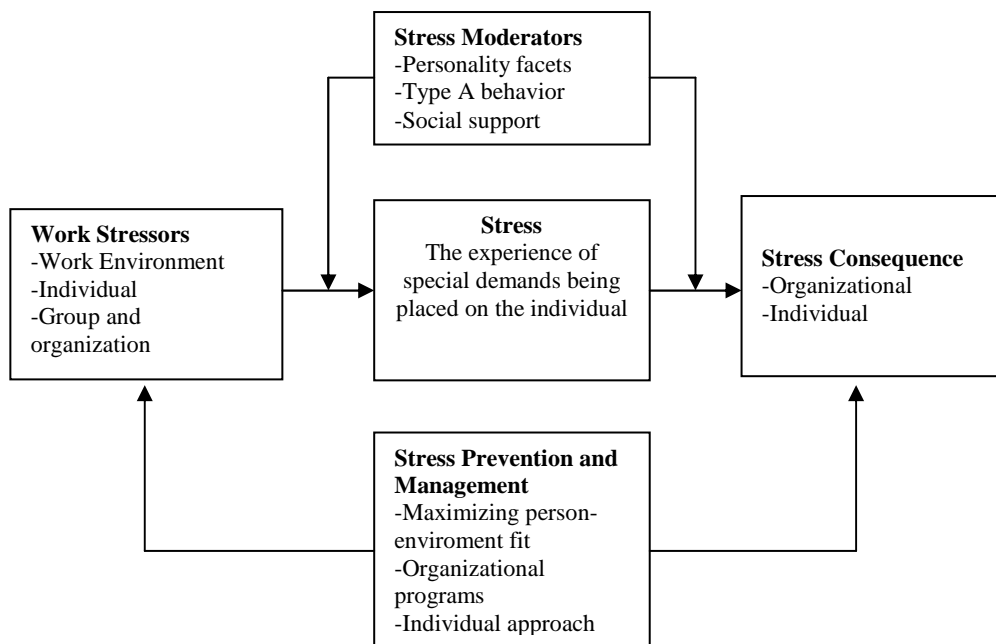 Stress Moderators
-Personality facets
-Type A behavior
-Social support
Work Stressors
-Work Environment
-Individual
-Group and
organization
Stress
The experience of
special demands being
placed on the individual
Stress Consequence
-Organizational
-Individual
Stress Prevention and
Management
-Maximizing person-
enviroment fit
-Organizational
programs
-Individual approach